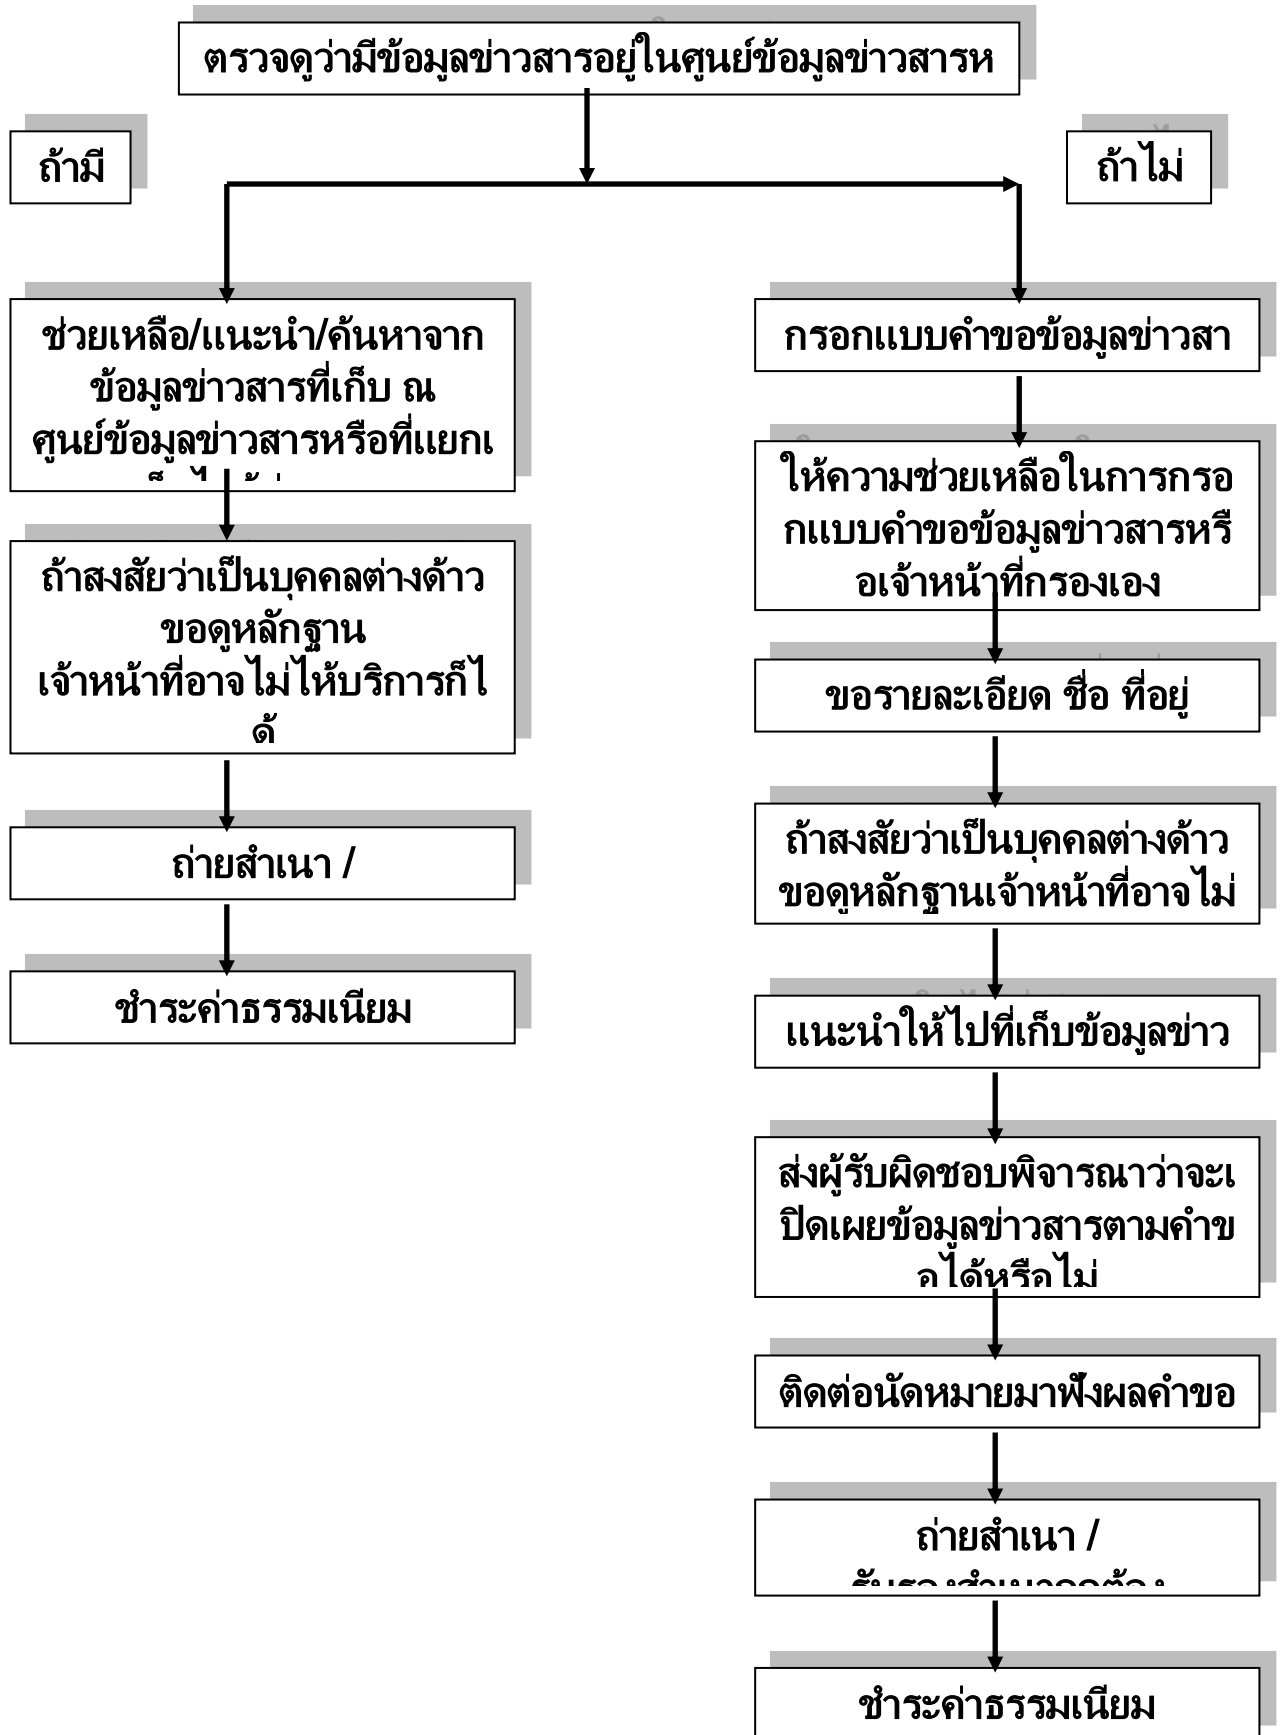 ตรวจดูว่ามีข้อมูลข่าวสารอยู่ในศูนย์ข้อมูลข่าวสารห
ถ้ามี
ถ้าไม่
ช่วยเหลือ/แนะนำ/ค้นหาจาก
ข้อมูลข่าวสารที่เก็บ ณ
ศูนย์ข้อมูลข่าวสารหรือที่แยกเ
ถ้าสงสัยว่าเป็นบุคคลต่างด้าว
ขอดูหลักฐาน
เจ้าหน้าที่อาจไม่ไห้บริการก็ไ
ด้
ถ่ายสำเนา /
ชำระค่าธรรมเนียม
กรอกแบบคำขอข้อมูลข่าวสา
ให้ความช่วยเหลือในการกรอ
กแบบคำขอข้อมูลข่าวสารหรื
อเจ้าหน้าที่กรองเอง
ขอรายละเอียด ชื่อ ที่อยู่
ถ้าสงสัยว่าเป็นบุคคลต่างด้าว
ขอดูหลักฐานเจ้าหน้าที่อาจไม่
แนะนำให้ไปที่เก็บข้อมูลข่าว
ส่งผู้รับผิดชอบพิจารณาว่าจะเ
ปิดเผยข้อมูลข่าวสารตามคำข
อได้หรือไม่
ติดต่อนัดหมายมาฟังผลคำขอ
ถ่ายสำเนา /
รับรองสำเนาถูกต้อง
ชำระค่าธรรมเนียม